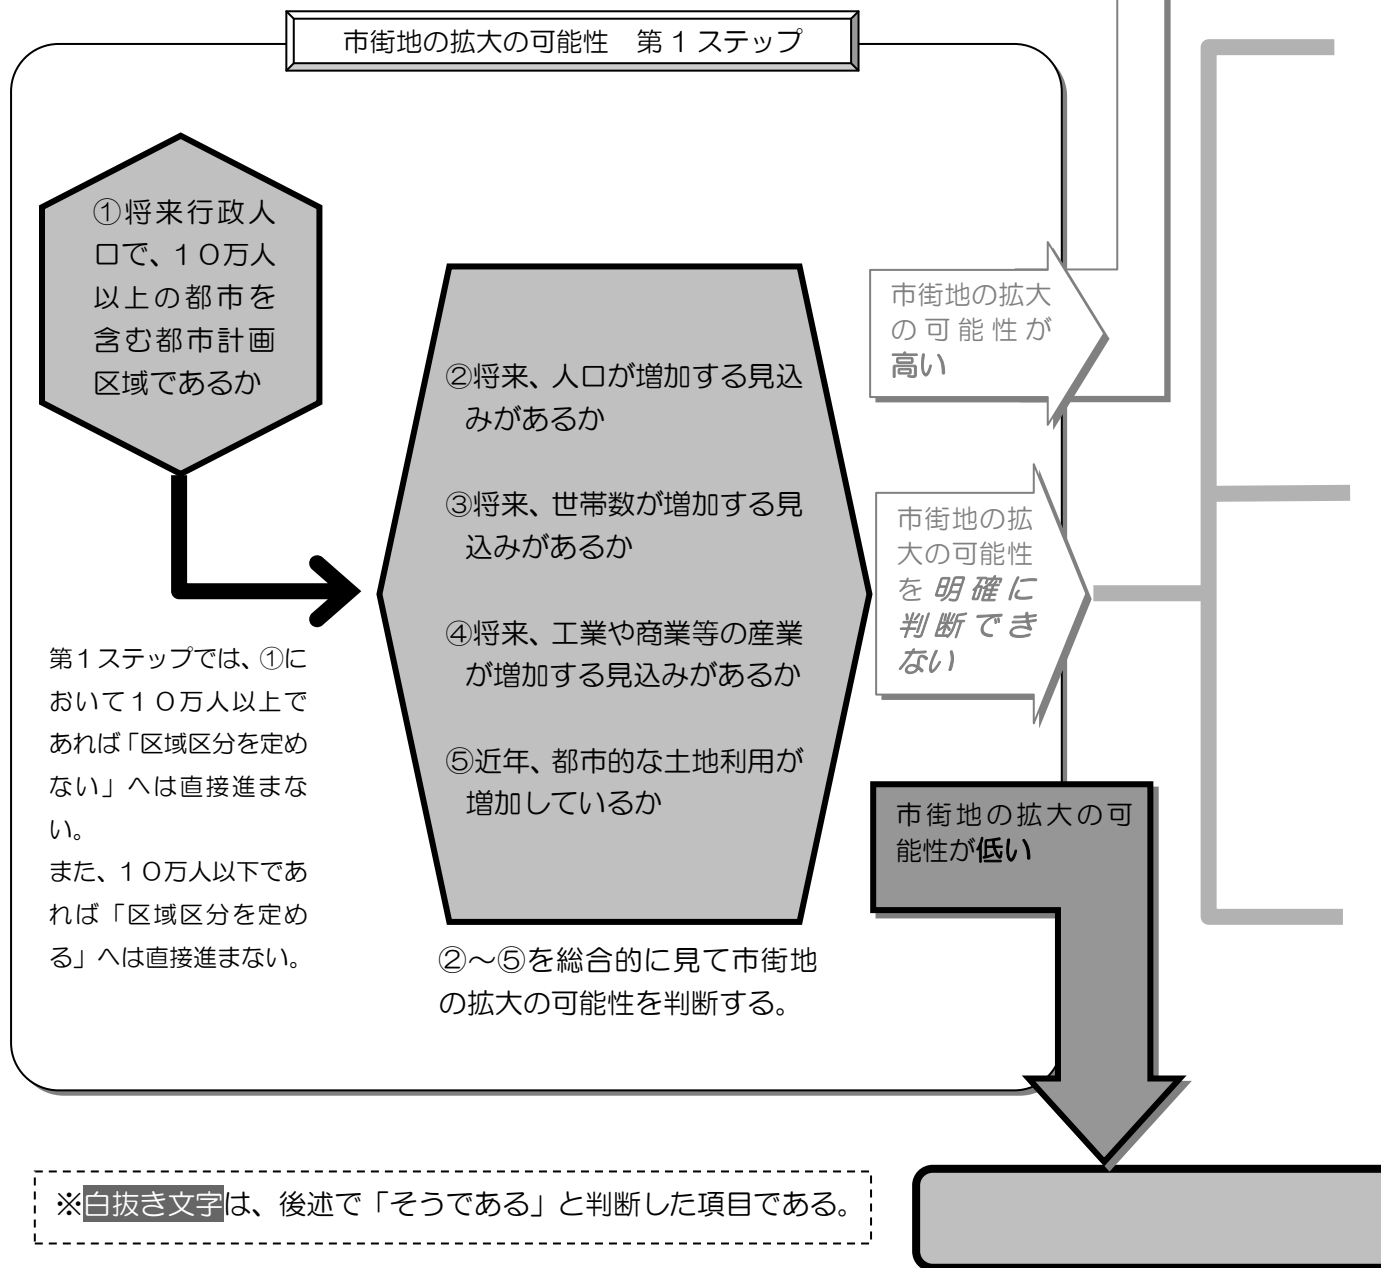 市街地の拡大の可能性　第１ステップ
①将来行政人
口で、１０万人
以上の都市を
含む都市計画
区域であるか
②将来、人口が増加する見込
みがあるか
③将来、世帯数が増加する見
込みがあるか
④将来、工業や商業等の産業
が増加する見込みがあるか
⑤近年、都市的な土地利用が
増加しているか
市街地の拡大
の可能性が
高い
市街地の拡
大の可能性
を明確に
判断でき
ない
市街地の拡大の可
能性が低い
第１ステップでは、①に
おいて１０万人以上で
あれば「区域区分を定め
ない」へは直接進まな
い。
また、１０万人以下であ
れば「区域区分を定め
る」へは直接進まない。
②～⑤を総合的に見て市街地
の拡大の可能性を判断する。
※白抜き文字は、後述で「そうである」と判断した項目である。